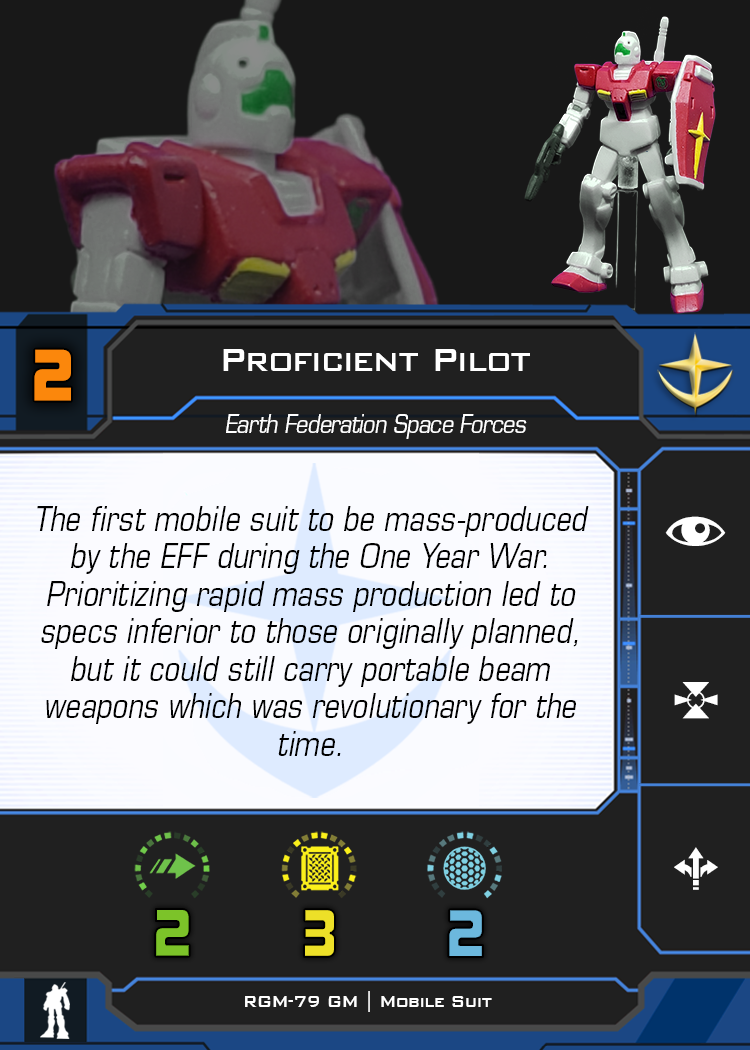 2
Proficient Pilot
Earth Federation Space Forces
The first mobile suit to be mass-produced
by the EFF during the One Year War.
Prioritizing rapid mass production led to
specs inferior to those originally planned,
but it could still carry portable beam
weapons which was revolutionary for the
time.
2 3 2
RGM-79 GM | Mobile Suit